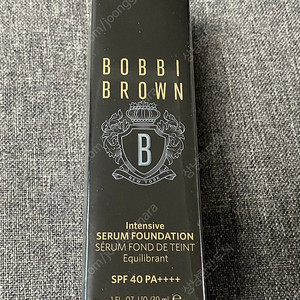 BOBBI
BROWN
B
NEW YORK
Intensive
SERUM FOUNDATION
SÉRUM FOND DE TEINT
Equilibrant
SPF 40 PA++++